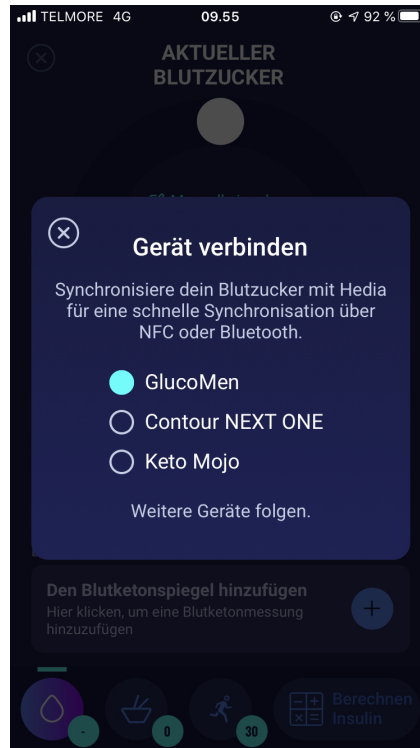 TELMORE 4G 09.55 92 %
AKTUELLER
BLUTZUCKER
Gerät verbinden
Synchronisiere dein Blutzucker mit Hedia
für eine schnelle Synchronisation über
NFC oder Bluetooth.
GlucoMen
Contour NEXT ONE
Keto Mojo
Weitere Geräte folgen.
Den Blutketonspiegel hinzufügen
Hier klicken, um eine Blutketonmessung
hinzuzufügen
+
- 0 30
Berechnen
Insulin